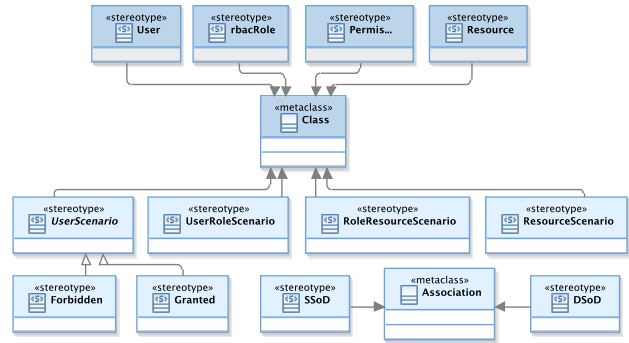 «stereotype»
User
«stereotype»
rbacRole
«stereotype»
Permis...
«stereotype»
Resource
«metaclass»
Class
«stereotype»
UserScenario
«stereotype»
UserRoleScenario
«stereotype»
RoleResourceScenario
«stereotype»
ResourceScenario
«stereotype»
Forbidden
«stereotype»
Granted
«stereotype»
SSoD
«metaclass»
Association
«stereotype»
DSoD